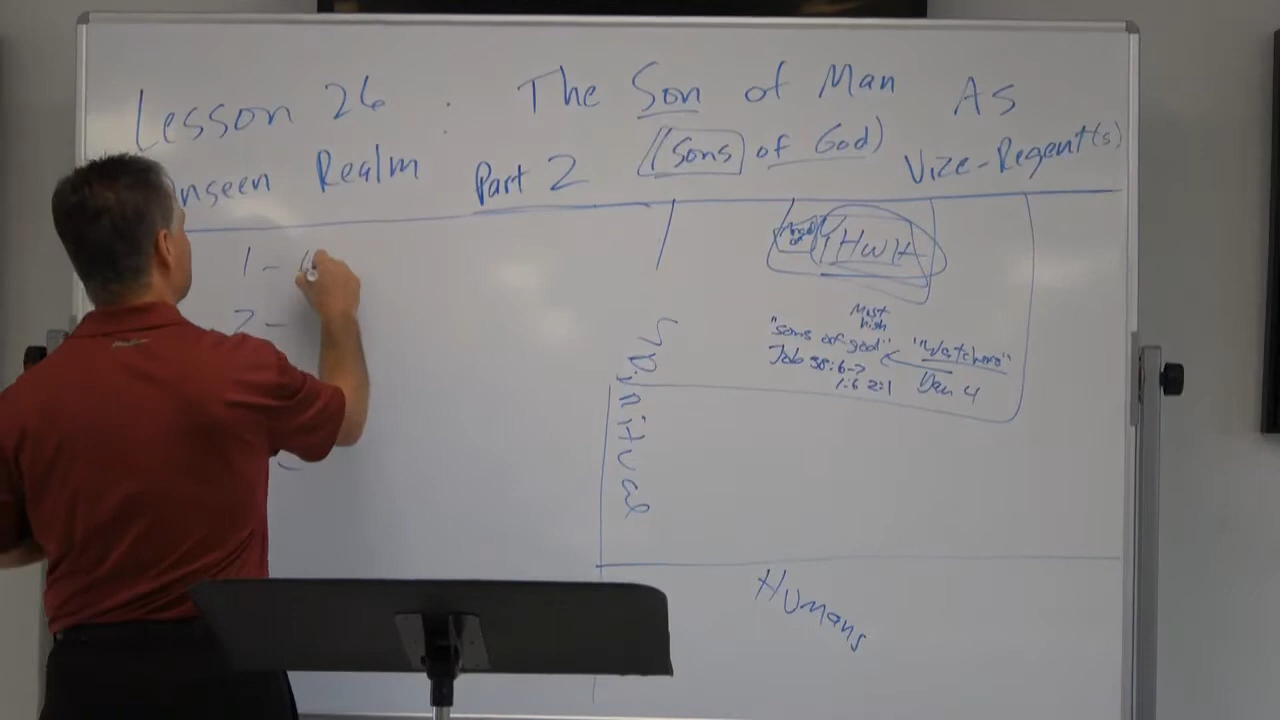 Lesson 26 : The Son of Man As
Unseen Realm Part 2 (Sons of God) Vize-Regent(s)
1 -
2 -
YHWH
Most
high
"sons of god" "Watchers"
Job 38:6-7
1:6 2:1 Dan 4
Spiritual
Humans